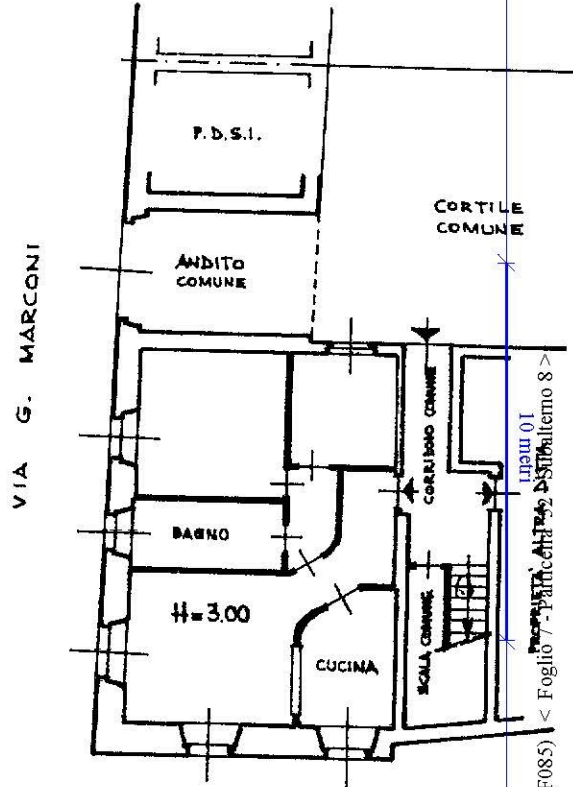 P.D.S.I.
CORTILE
COMUNE
ANDITO
COMUNE
VIA G. MARCONI
CORRIDOIO COMUNE
10 metri
BAGNO
H=3.00
CUCINA
SCALA COMUNE
PROPRIETA' ALTRA DITTA
F085) < Foglio 7 - Particella 52 - Subalterno 8 >